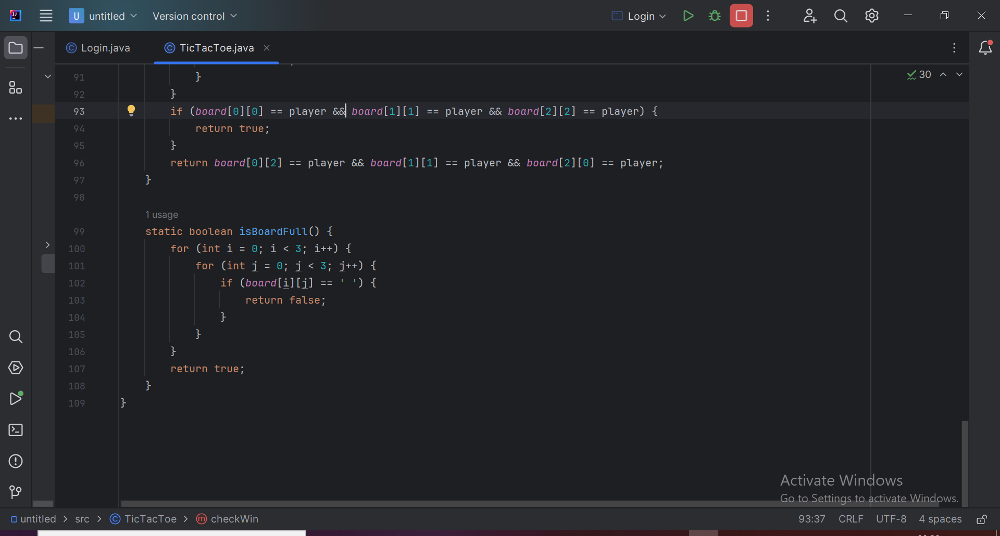 U untitled Version control Login
Login.java TicTacToe.java
30
91 }
92 }
93 if (board[0][0] == player && board[1][1] == player && board[2][2] == player) {
94 return true;
95 }
96 return board[0][2] == player && board[1][1] == player && board[2][0] == player;
97 }
98
1 usage
99 static boolean isBoardFull() {
100 for (int i = 0; i < 3; i++) {
101 for (int j = 0; j < 3; j++) {
102 if (board[i][j] == ' ') {
103 return false;
104 }
105 }
106 }
107 return true;
108 }
109 }
Activate Windows
Go to Settings to activate Windows.
untitled > src > TicTacToe > checkWin 93:37 CRLF UTF-8 4 spaces